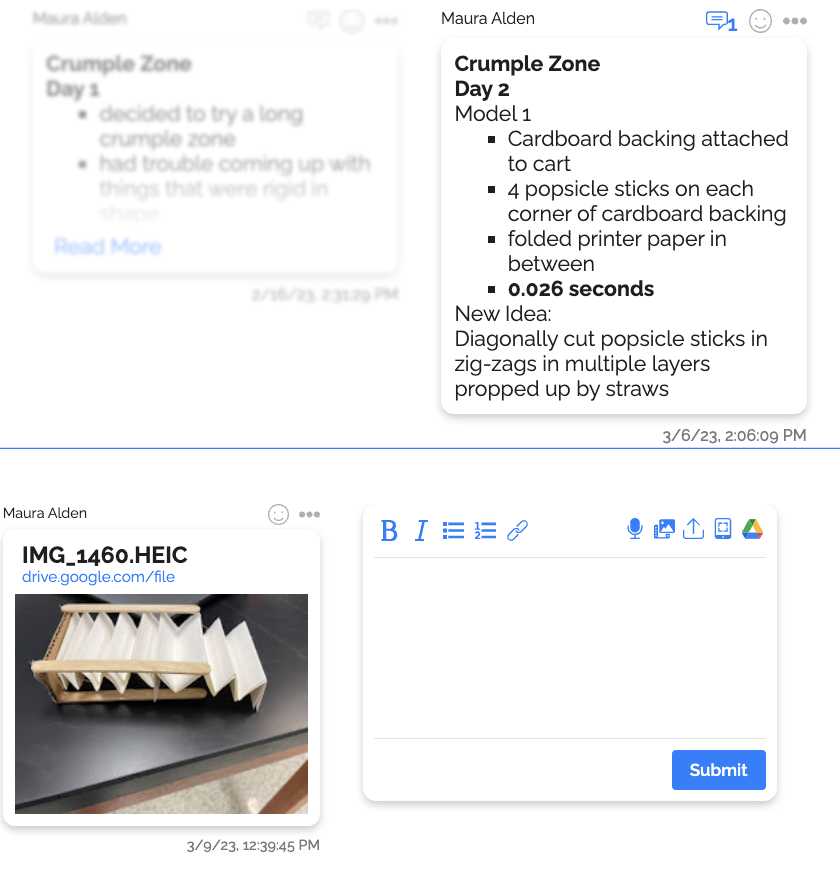 Maura Alden
Crumple Zone
Day 1
decided to try a long
crumple zone
had trouble coming up with
things that were rigid in
shape
Read More
2/16/23, 2:31:29 PM
Maura Alden
1
Crumple Zone
Day 2
Model 1
Cardboard backing attached
to cart
4 popsicle sticks on each
corner of cardboard backing
folded printer paper in
between
0.026 seconds
New Idea:
Diagonally cut popsicle sticks in
zig-zags in multiple layers
propped up by straws
3/6/23, 2:06:09 PM
Maura Alden
IMG_1460.HEIC
drive.google.com/file
3/9/23, 12:39:45 PM
B I
Submit